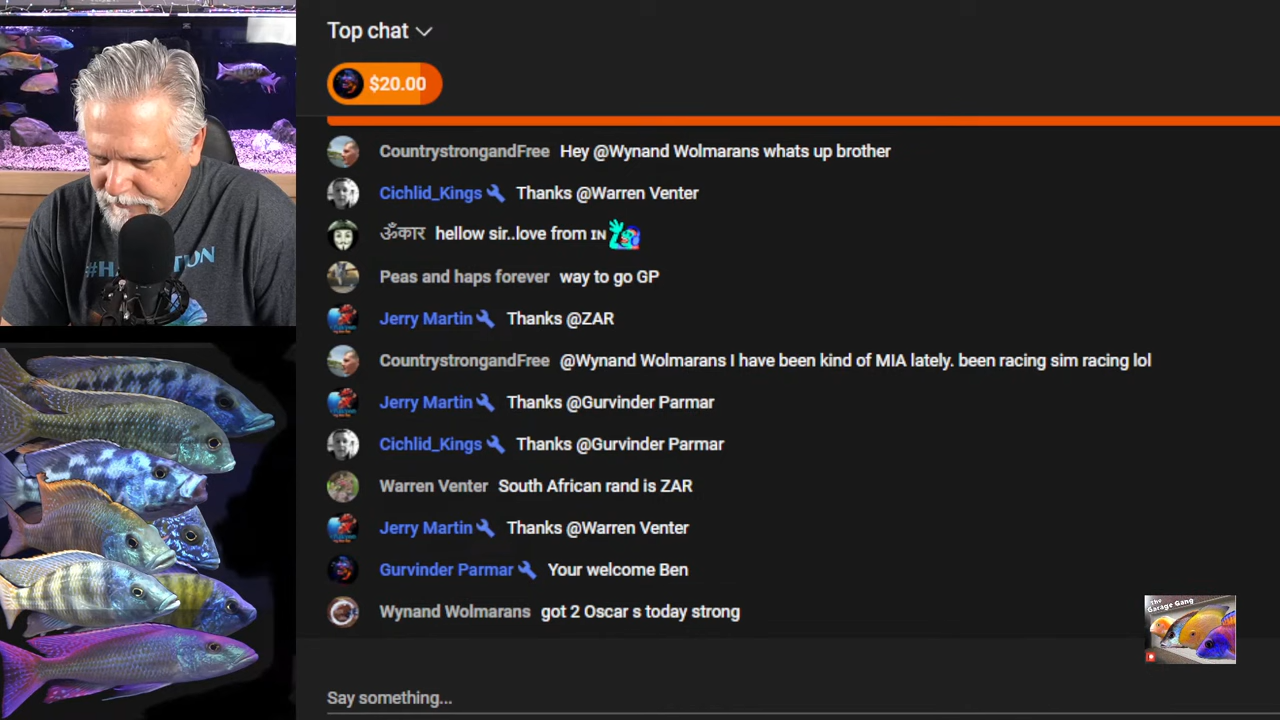 Top chat
$20.00
CountrystrongandFree Hey @Wynand Wolmarans whats up brother
Cichlid_Kings Thanks @Warren Venter
ॐकार hellow sir..love from ɪɴ
Peas and haps forever way to go GP
Jerry Martin Thanks @ZAR
CountrystrongandFree @Wynand Wolmarans I have been kind of MIA lately. been racing sim racing lol
Jerry Martin Thanks @Gurvinder Parmar
Cichlid_Kings Thanks @Gurvinder Parmar
Warren Venter South African rand is ZAR
Jerry Martin Thanks @Warren Venter
Gurvinder Parmar Your welcome Ben
Wynand Wolmarans got 2 Oscar s today strong
The
Garage Gang
Say something...